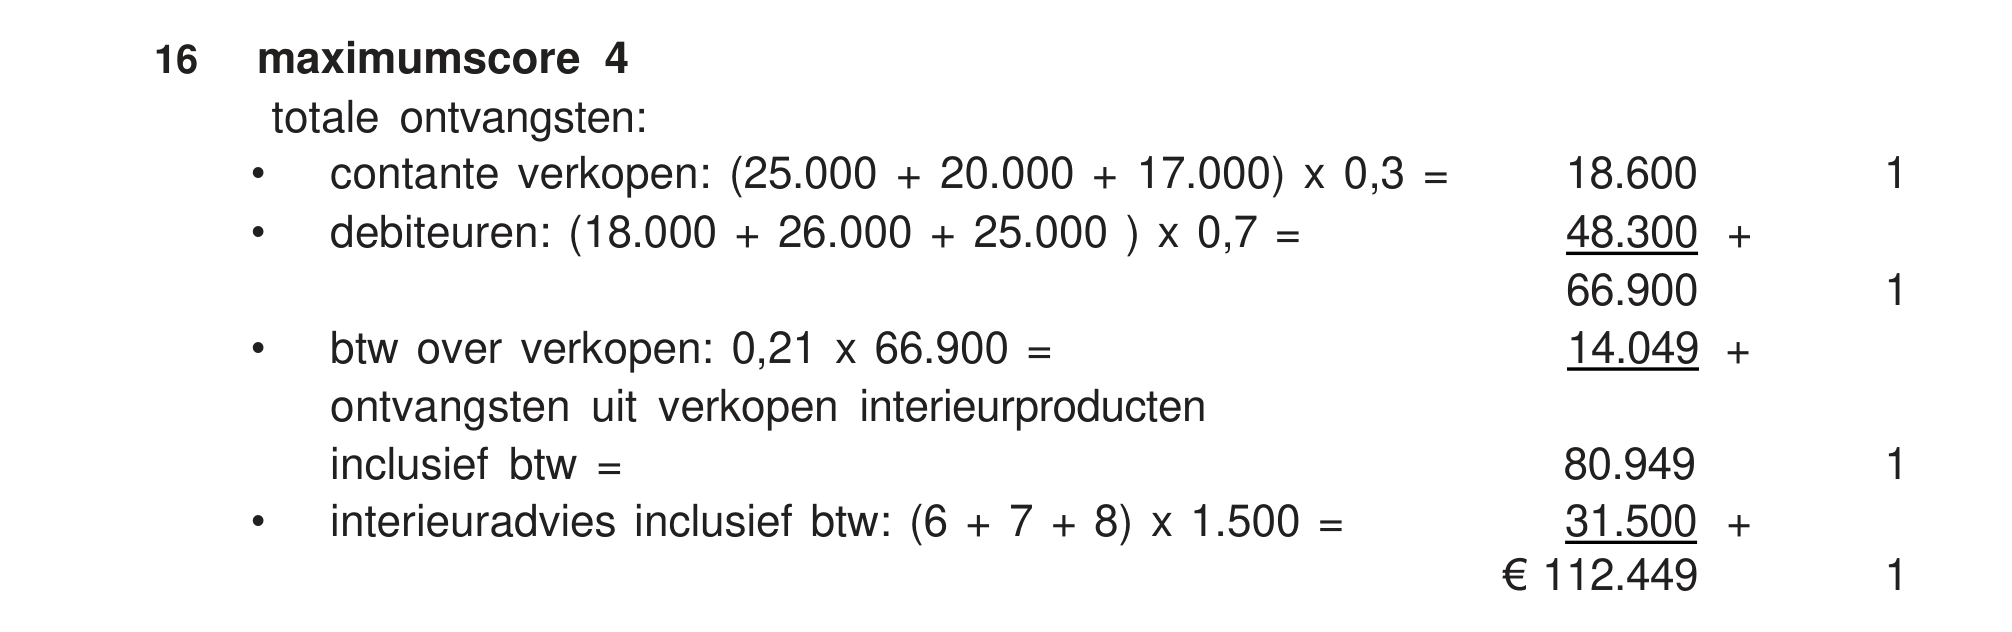 16 maximumscore 4
totale ontvangsten:
• contante verkopen: (25.000 + 20.000 + 17.000) x 0,3 = 18.600 1
• debiteuren: (18.000 + 26.000 + 25.000 ) x 0,7 = 48.300 +
66.900 1
• btw over verkopen: 0,21 x 66.900 = 14.049 +
ontvangsten uit verkopen interieurproducten
inclusief btw = 80.949 1
• interieuradvies inclusief btw: (6 + 7 + 8) x 1.500 = 31.500 +
€ 112.449 1